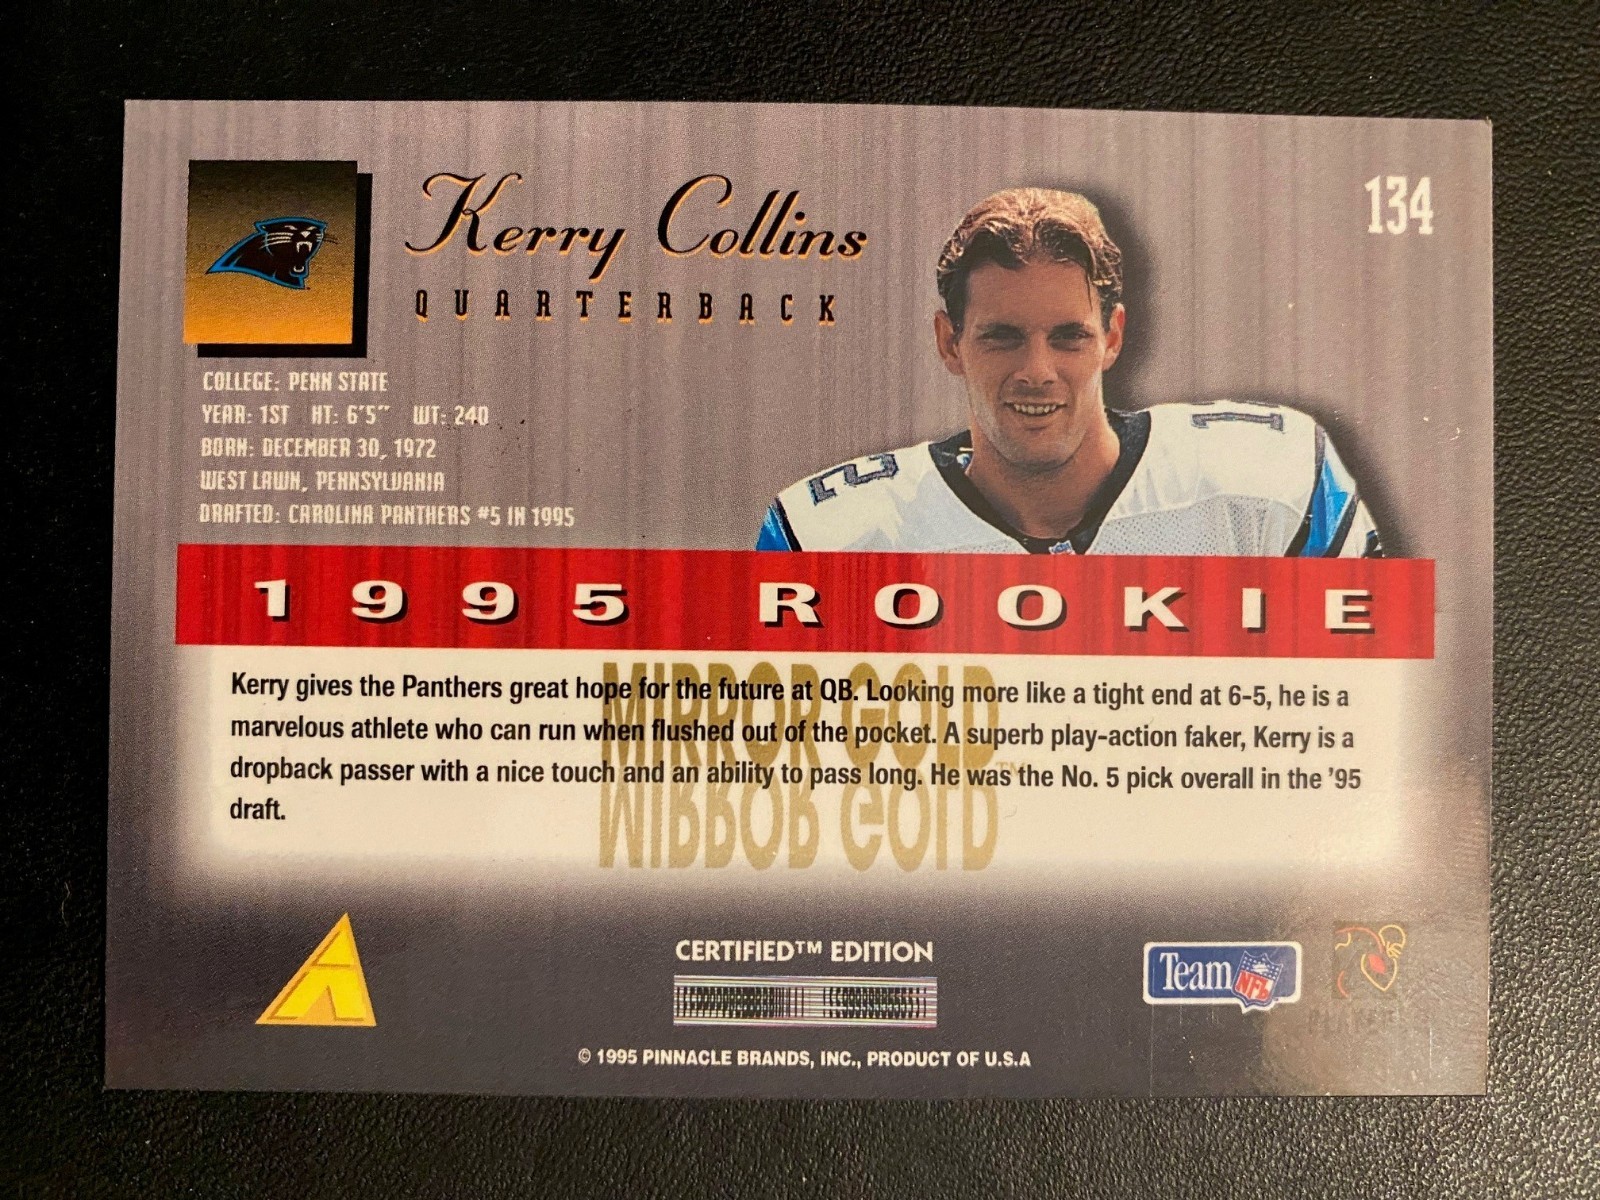 Kerry Collins
134
QUARTERBACK
COLLEGE: PENN STATE
YEAR: 1ST HT: 6'5" WT: 240
BORN: DECEMBER 30, 1972
WEST LAWN, PENNSYLVANIA
DRAFTED: CAROLINA PANTHERS #5 IN 1995
12
1995 ROOKIE
Kerry gives the Panthers great hope for the future at QB. Looking more like a tight end at 6-5, he is a
marvelous athlete who can run when flushed out of the pocket. A superb play-action faker, Kerry is a
dropback passer with a nice touch and an ability to pass long. He was the No. 5 pick overall in the '95
draft.
MIRROR GOLD™
MIRROR GOLD
CERTIFIED™ EDITION
Team NFL
PLAYERS
© 1995 PINNACLE BRANDS, INC., PRODUCT OF U.S.A